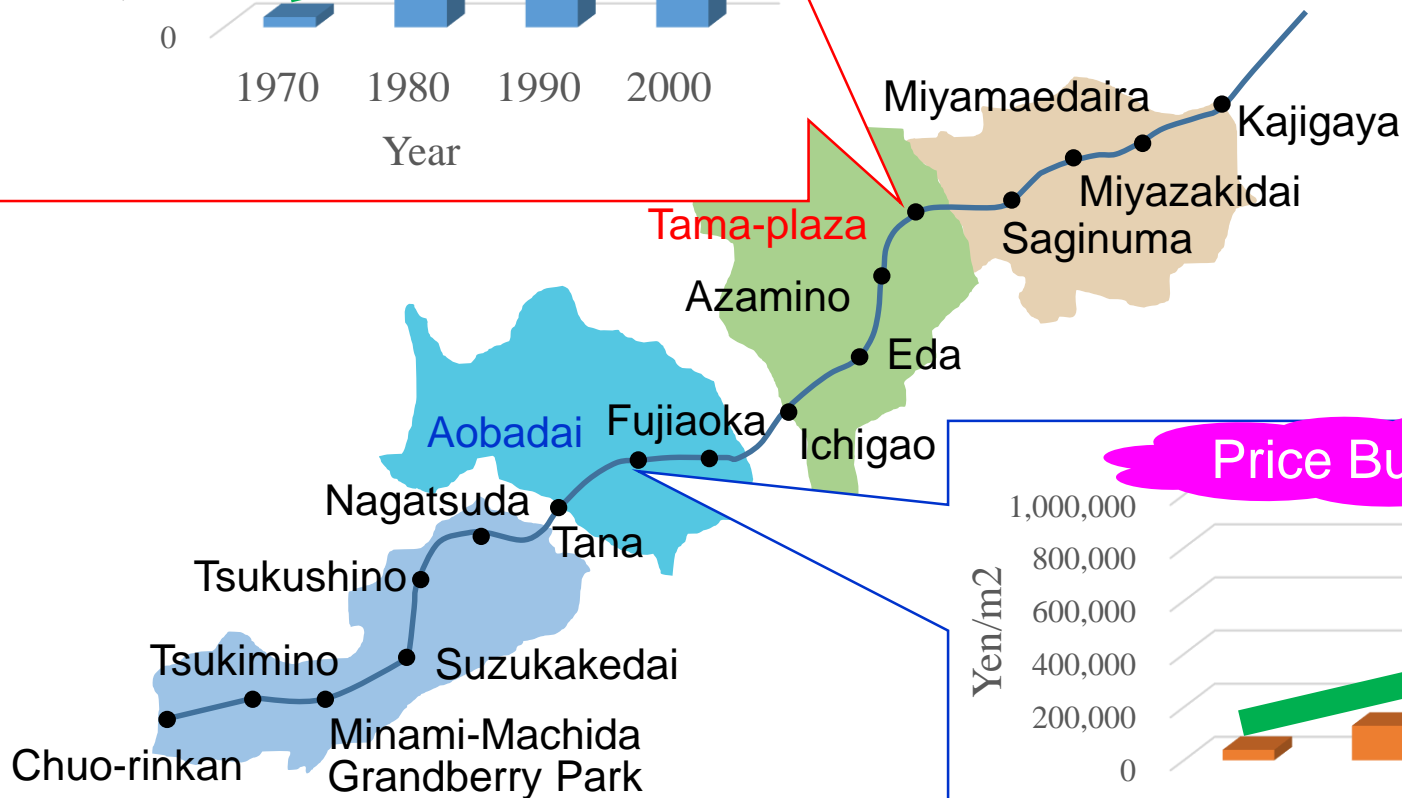 0
1970 1980 1990 2000
Year
Miyamaedaira
Kajigaya
Miyazakidai
Tama-plaza
Saginuma
Azamino
Eda
Aobadai
Fujiaoka
Ichigao
Nagatsuda
Tana
Tsukushino
Tsukimino
Suzukakedai
Minami-Machida
Grandberry Park
Chuo-rinkan
Price Bu
1,000,000
800,000
600,000
400,000
200,000
0
Yen/m2